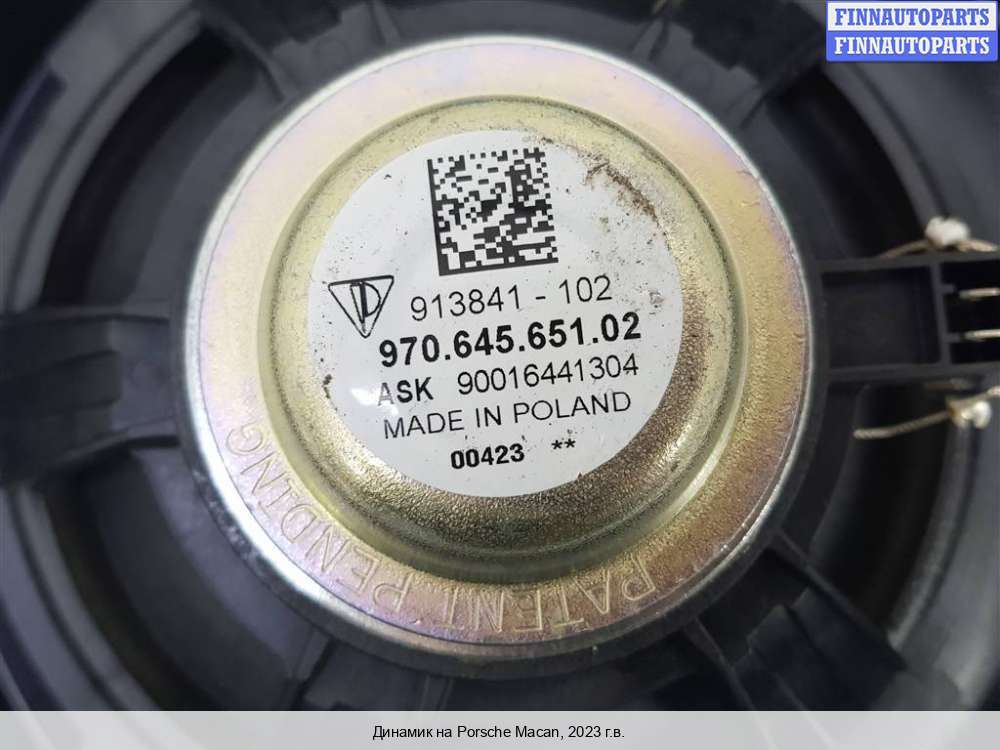 FINNAUTOPARTS
FINNAUTOPARTS
913841 - 102
970.645.651.02
ASK 90016441304
MADE IN POLAND
00423 **
PATENT PENDING
Динамик на Porsche Macan, 2023 г.в.